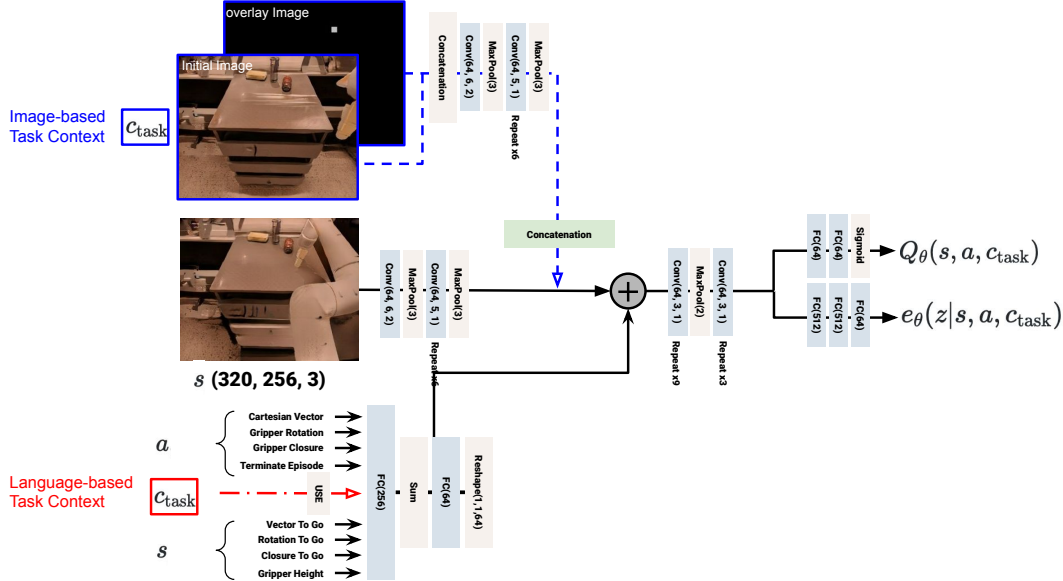 overlay Image
Initial Image
Image-based
Task Context
c_task
Concatenation
Conv(64, 6, 2)
MaxPool(3)
Conv(64, 5, 1)
MaxPool(3)
Repeat x6
Concatenation
Conv(64, 6, 2)
MaxPool(3)
Conv(64, 5, 1)
MaxPool(3)
Repeat x6
s (320, 256, 3)
+
Conv(64, 3, 1)
MaxPool(2)
Conv(64, 3, 1)
Repeat x9
Repeat x3
FC(64)
FC(64)
Sigmoid
Q_θ(s, a, c_task)
FC(512)
FC(512)
FC(64)
e_θ(z|s, a, c_task)
a
Cartesian Vector
Gripper Rotation
Gripper Closure
Terminate Episode
Language-based
Task Context
c_task
USE
s
Vector To Go
Rotation To Go
Closure To Go
Gripper Height
FC(256)
Sum
FC(64)
Reshape(1,1,64)